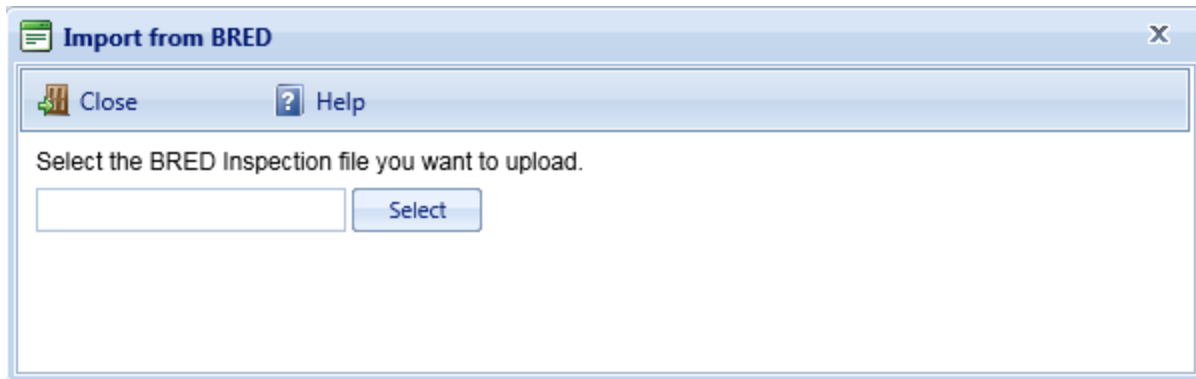 Import from BRED
Close Help
Select the BRED Inspection file you want to upload.
Select